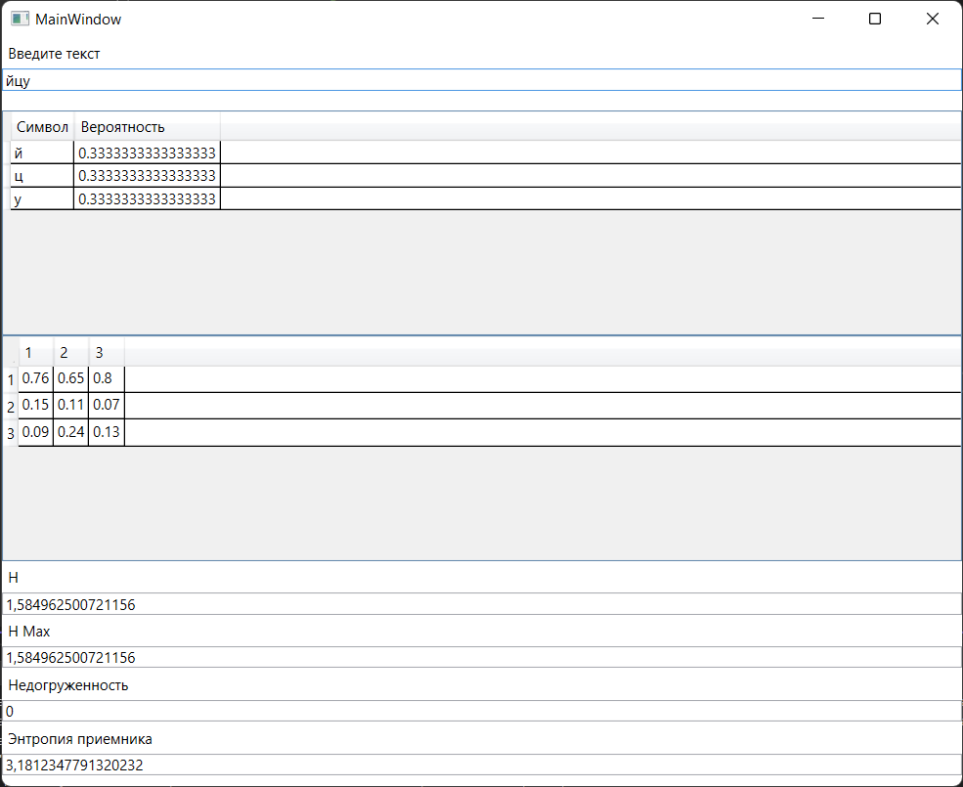 MainWindow
Введите текст
йцу
Символ Вероятность
й 0.3333333333333333
ц 0.3333333333333333
у 0.3333333333333333
1 2 3
1 0.76 0.65 0.8
2 0.15 0.11 0.07
3 0.09 0.24 0.13
H
1,584962500721156
H Max
1,584962500721156
Недогруженность
0
Энтропия приемника
3,1812347791320232